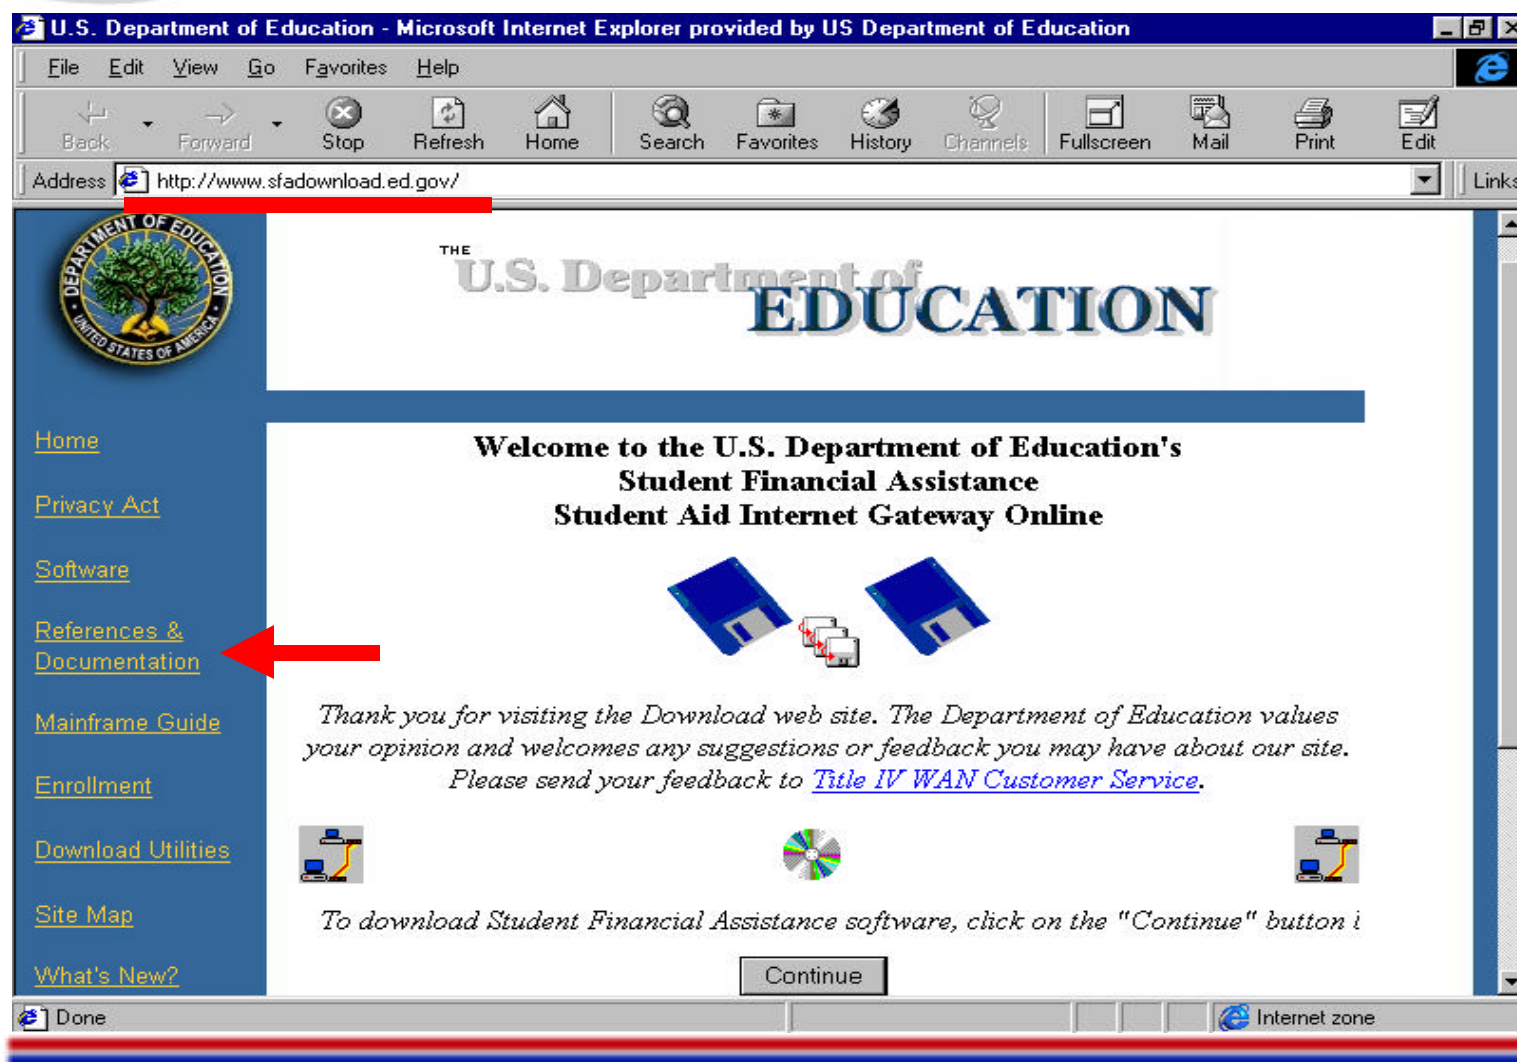 U.S. Department of Education - Microsoft Internet Explorer provided by US Department of Education
File Edit View Go Favorites Help
Back Forward Stop Refresh Home Search Favorites History Channels Fullscreen Mail Print Edit
Address http://www.sfadownload.ed.gov/ Links
DEPARTMENT OF EDUCATION
UNITED STATES OF AMERICA
THE
U.S. Department of
EDUCATION
Home
Privacy Act
Software
References &
Documentation
Mainframe Guide
Enrollment
Download Utilities
Site Map
What's New?
Welcome to the U.S. Department of Education's
Student Financial Assistance
Student Aid Internet Gateway Online
Thank you for visiting the Download web site. The Department of Education values
your opinion and welcomes any suggestions or feedback you may have about our site.
Please send your feedback to Title IV WAN Customer Service.
To download Student Financial Assistance software, click on the "Continue" button
Continue
Done
Internet zone